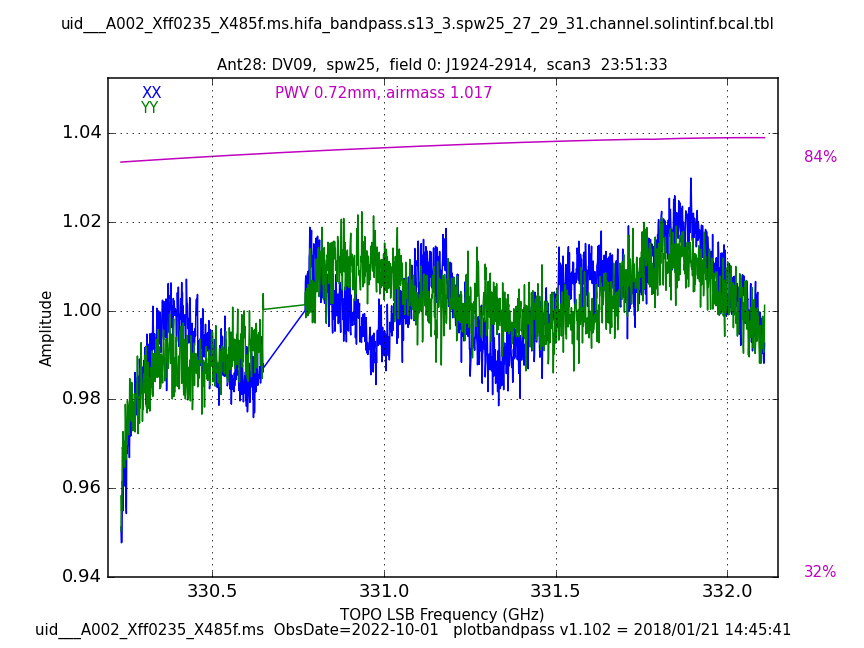 uid___A002_Xff0235_X485f.ms.hifa_bandpass.s13_3.spw25_27_29_31.channel.solintinf.bcal.tbl
Ant28: DV09,  spw25,  field 0: J1924-2914,  scan3  23:51:33
XX
PWV 0.72mm, airmass 1.017
YY
1.04
84%
1.02
1.00
Amplitude
0.98
0.96
0.94
32%
330.5
331.0
331.5
332.0
TOPO LSB Frequency (GHz)
uid___A002_Xff0235_X485f.ms  ObsDate=2022-10-01   plotbandpass v1.102 = 2018/01/21 14:45:41